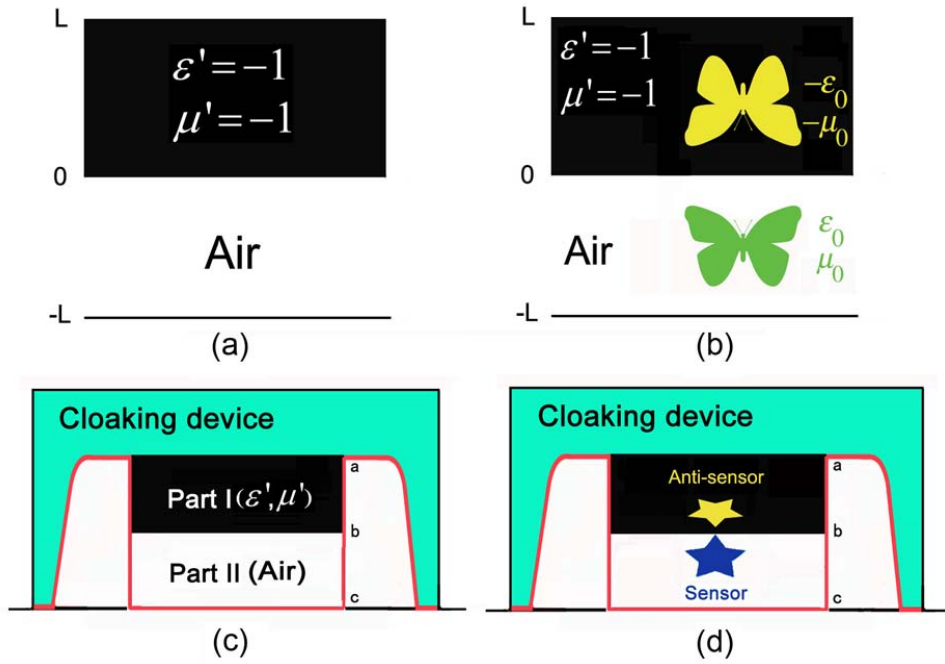 L
ε'=−1
μ'=−1
0
Air
-L
(a)
L
ε'=−1
μ'=−1
−ε₀
−μ₀
0
Air
ε₀
μ₀
-L
(b)
Cloaking device
a
Part I(ε',μ')
b
Part II (Air)
c
(c)
Cloaking device
a
Anti-sensor
b
Sensor
c
(d)